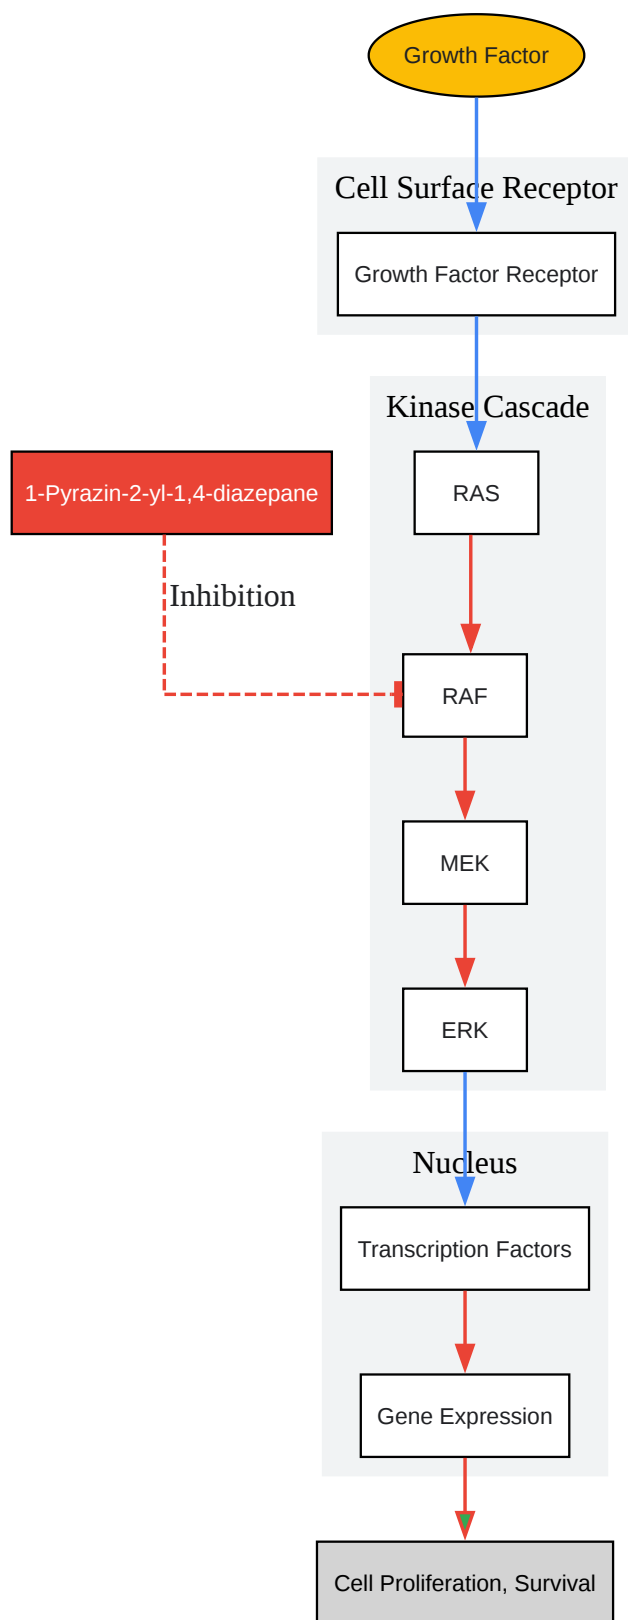 Growth Factor
Cell Surface Receptor
Growth Factor Receptor
Kinase Cascade
1-Pyrazin-2-yl-1,4-diazepane
RAS
Inhibition
RAF
MEK
ERK
Nucleus
Transcription Factors
Gene Expression
Cell Proliferation, Survival